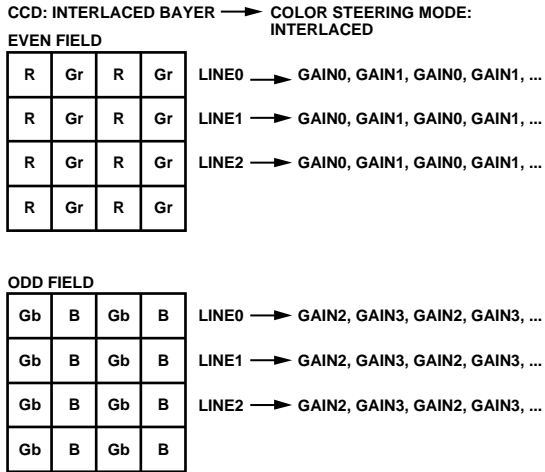 CCD: INTERLACED BAYER
COLOR STEERING MODE:
INTERLACED
EVEN FIELD
R Gr R Gr LINE0 GAIN0, GAIN1, GAIN0, GAIN1, ...
R Gr R Gr LINE1 GAIN0, GAIN1, GAIN0, GAIN1, ...
R Gr R Gr LINE2 GAIN0, GAIN1, GAIN0, GAIN1, ...
R Gr R Gr
ODD FIELD
Gb B Gb B LINE0 GAIN2, GAIN3, GAIN2, GAIN3, ...
Gb B Gb B LINE1 GAIN2, GAIN3, GAIN2, GAIN3, ...
Gb B Gb B LINE2 GAIN2, GAIN3, GAIN2, GAIN3, ...
Gb B Gb B